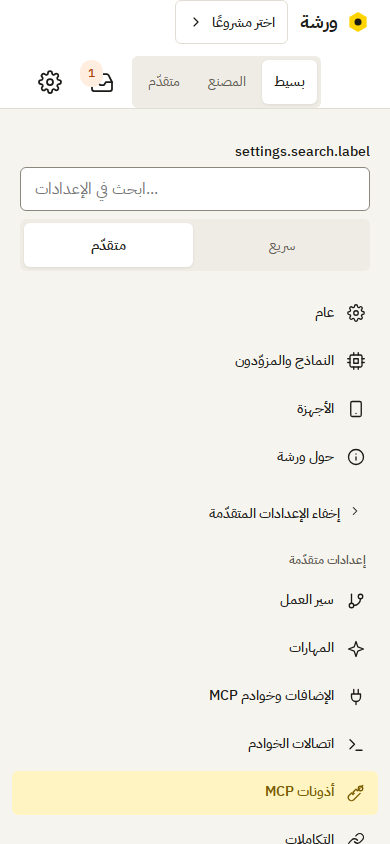 ورشة
اختر مشروعًا
بسيط
المصنع
متقدّم
1
settings.search.label
ابحث في الإعدادات...
سريع
متقدّم
عام
النماذج والمزوّدون
الأجهزة
حول ورشة
إخفاء الإعدادات المتقدّمة
إعدادات متقدّمة
سير العمل
المهارات
الإضافات وخوادم MCP
اتصالات الخوادم
أذونات MCP
التكاملات